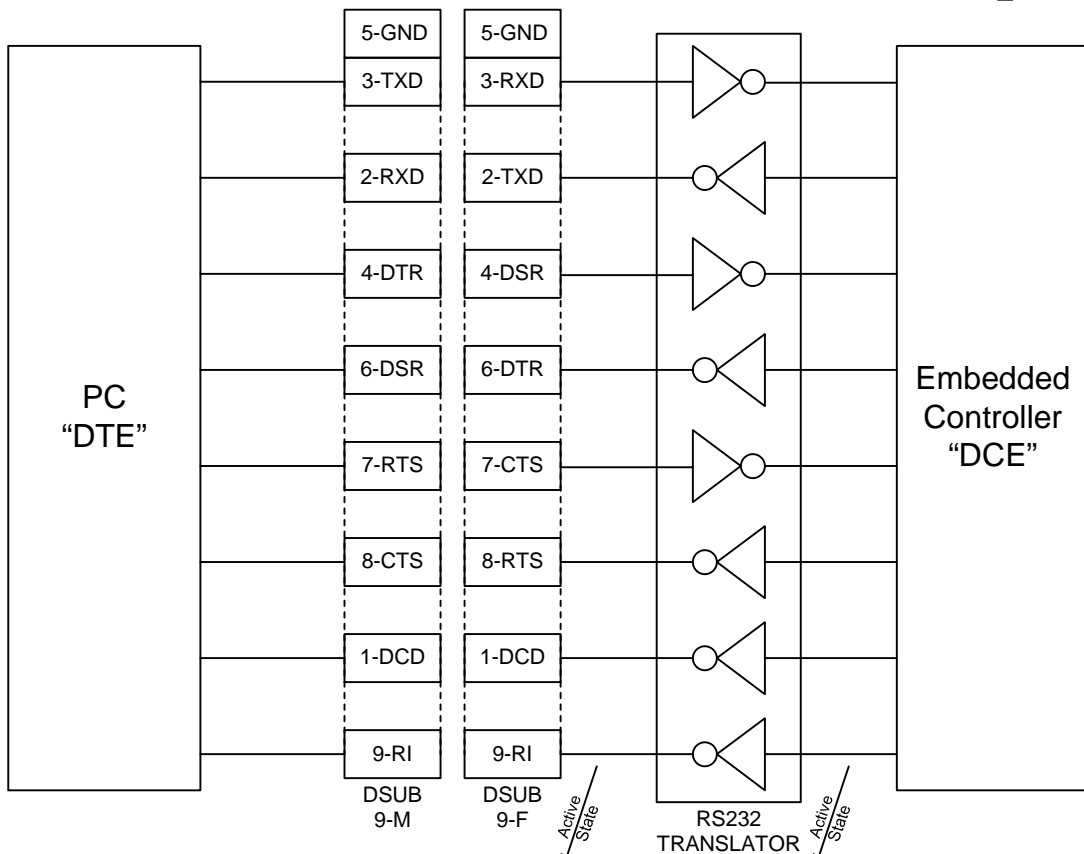 5-GND 5-GND
3-TXD 3-RXD
2-RXD 2-TXD
4-DTR 4-DSR
6-DSR 6-DTR
PC
“DTE”
Embedded
Controller
“DCE”
7-RTS 7-CTS
8-CTS 8-RTS
1-DCD 1-DCD
9-RI 9-RI
DSUB
9-M
DSUB
9-F
Active
State
RS232
TRANSLATOR
Active
State